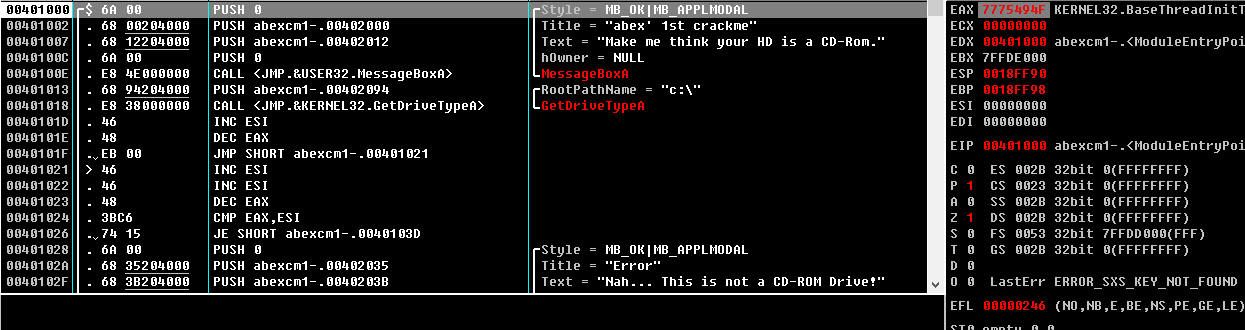 00401000 $ 6A 00 PUSH 0 Style = MB_OK|MB_APPLMODAL
00401002 . 68 00204000 PUSH abexcm1-.00402000 Title = "abex' 1st crackme"
00401007 . 68 12204000 PUSH abexcm1-.00402012 Text = "Make me think your HD is a CD-Rom."
0040100C . 6A 00 PUSH 0 hOwner = NULL
0040100E . E8 4E000000 CALL <JMP.&USER32.MessageBoxA> MessageBoxA
00401013 . 68 94204000 PUSH abexcm1-.00402094 RootPathName = "c:\"
00401018 . E8 38000000 CALL <JMP.&KERNEL32.GetDriveTypeA> GetDriveTypeA
0040101D . 46 INC ESI
0040101E . 48 DEC EAX
0040101F . EB 00 JMP SHORT abexcm1-.00401021
00401021 > 46 INC ESI
00401022 . 46 INC ESI
00401023 . 48 DEC EAX
00401024 . 3BC6 CMP EAX,ESI
00401026 . 74 15 JE SHORT abexcm1-.0040103D
00401028 . 6A 00 PUSH 0 Style = MB_OK|MB_APPLMODAL
0040102A . 68 35204000 PUSH abexcm1-.00402035 Title = "Error"
0040102F . 68 3B204000 PUSH abexcm1-.0040203B Text = "Nah... This is not a CD-ROM Drive!"
EAX 7775494F KERNEL32.BaseThreadInitT
ECX 00000000
EDX 00401000 abexcm1-.<ModuleEntryPoi
EBX 7FFDE000
ESP 0018FF90
EBP 0018FF98
ESI 00000000
EDI 00000000
EIP 00401000 abexcm1-.<ModuleEntryPoi
C 0 ES 002B 32bit 0(FFFFFFFF)
P 1 CS 0023 32bit 0(FFFFFFFF)
A 0 SS 002B 32bit 0(FFFFFFFF)
Z 1 DS 002B 32bit 0(FFFFFFFF)
S 0 FS 0053 32bit 7FFDD000(FFF)
T 0 GS 002B 32bit 0(FFFFFFFF)
D 0
O 0 LastErr ERROR_SXS_KEY_NOT_FOUND
EFL 00000246 (NO,NB,E,BE,NS,PE,GE,LE)
ST0 empty 0.0